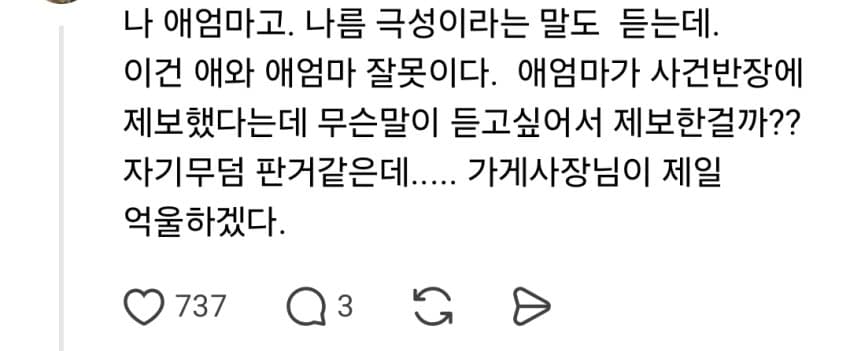 나 애엄마고. 나름 극성이라는 말도  듣는데.
이건 애와 애엄마 잘못이다.  애엄마가 사건반장에
제보했다는데 무슨말이 듣고싶어서 제보한걸까??
자기무덤 판거같은데..... 가게사장님이 제일
억울하겠다.
737 3